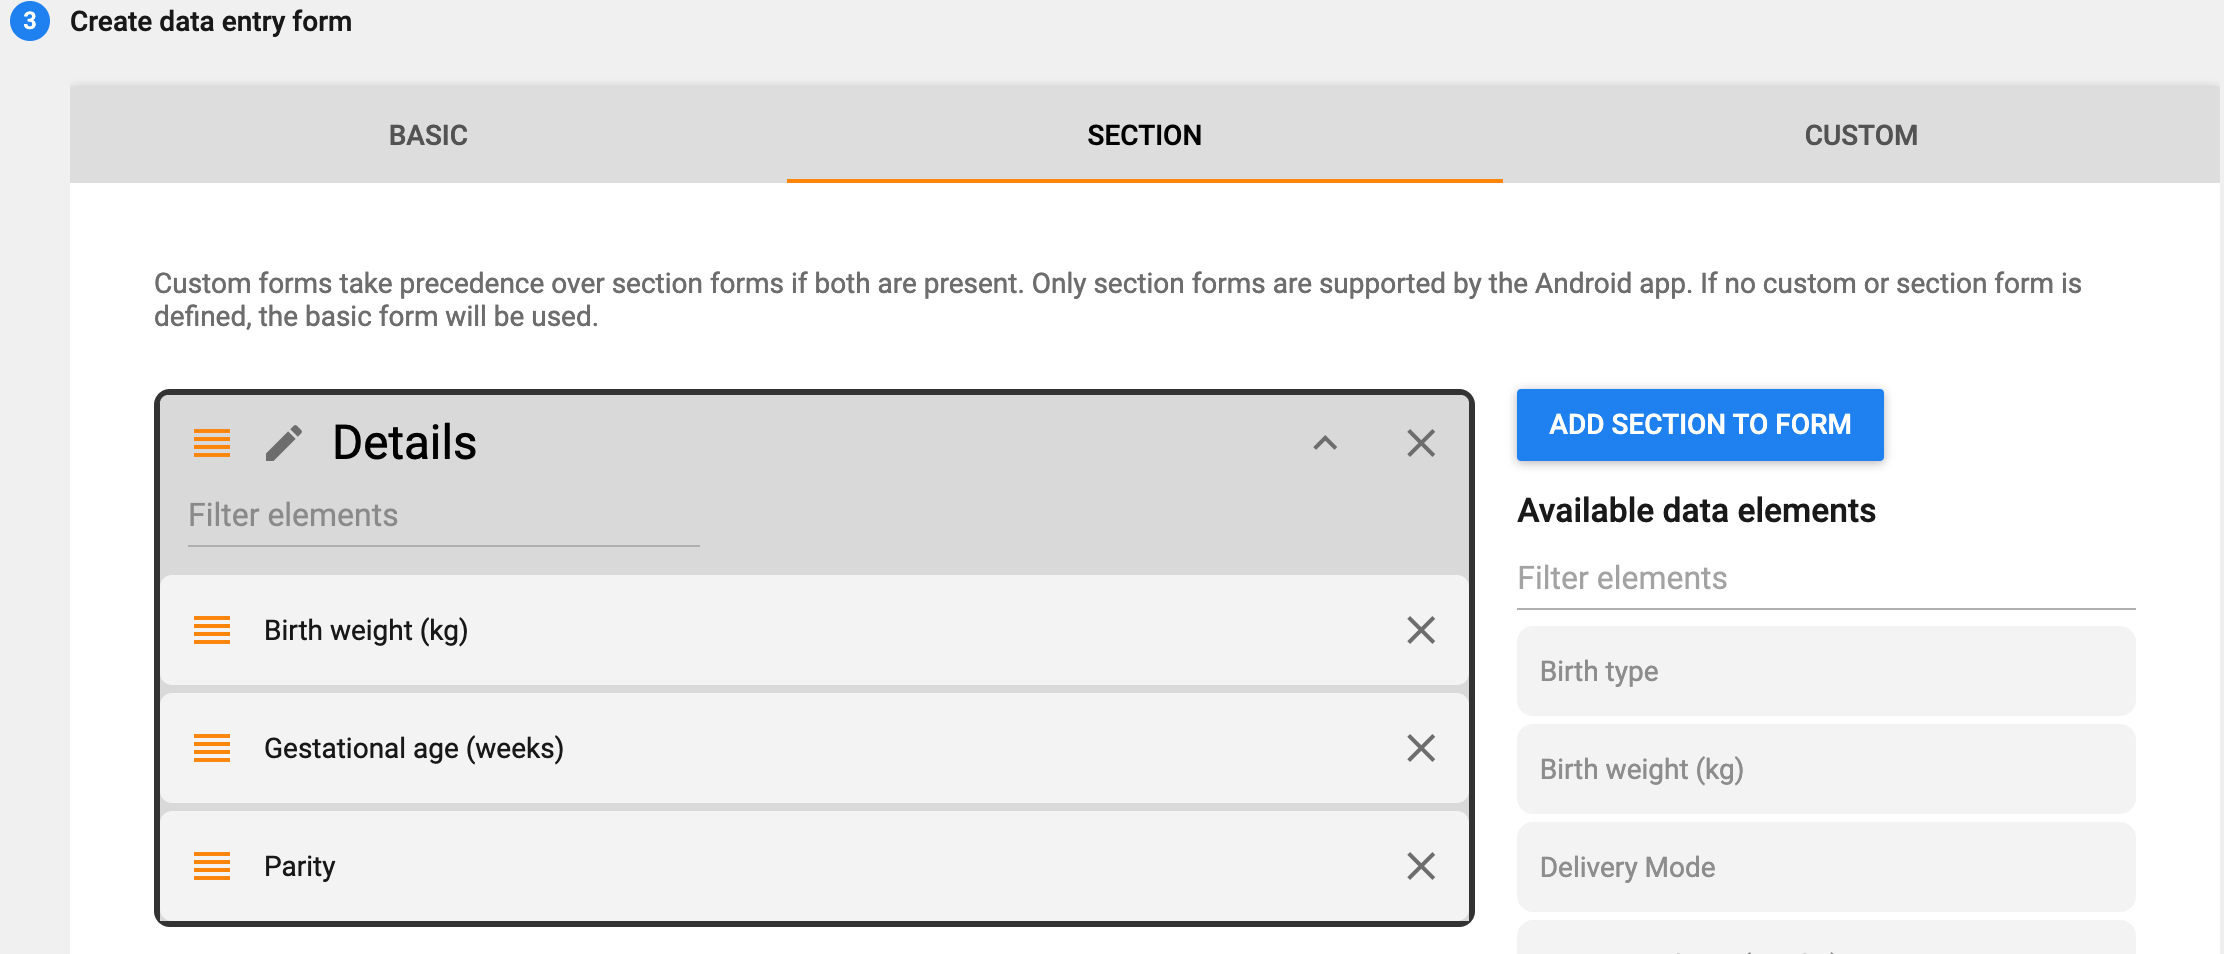 3 Create data entry form
BASIC
SECTION
CUSTOM
Custom forms take precedence over section forms if both are present. Only section forms are supported by the Android app. If no custom or section form is
defined, the basic form will be used.
Details
Filter elements
Birth weight (kg)
Gestational age (weeks)
Parity
ADD SECTION TO FORM
Available data elements
Filter elements
Birth type
Birth weight (kg)
Delivery Mode